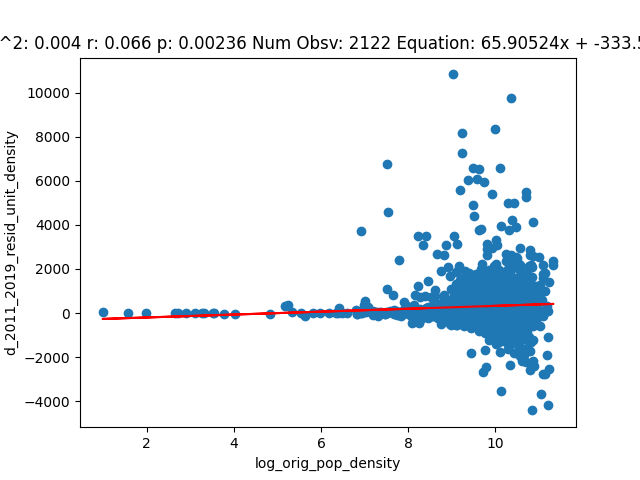 ^2: 0.004 r: 0.066 p: 0.00236 Num Obsv: 2122 Equation: 65.90524x + -333.5
10000
8000
6000
4000
2000
0
−2000
−4000
d_2011_2019_resid_unit_density
2 4 6 8 10
log_orig_pop_density